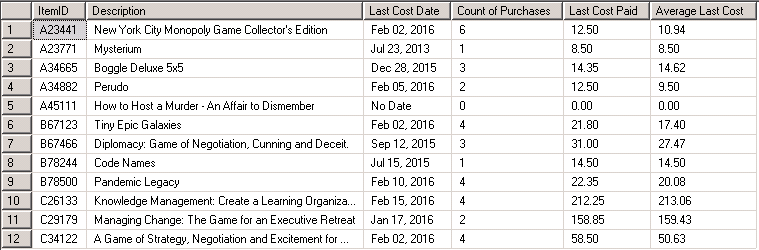 ItemID Description Last Cost Date Count of Purchases Last Cost Paid Average Last Cost
1 A23441 New York City Monopoly Game Collector's Edition Feb 02, 2016 6 12.50 10.94
2 A23771 Mysterium Jul 23, 2013 1 8.50 8.50
3 A34665 Boggle Deluxe 5x5 Dec 28, 2015 3 14.35 14.62
4 A34882 Perudo Feb 05, 2016 2 12.50 9.50
5 A45111 How to Host a Murder - An Affair to Dismember No Date 0 0.00 0.00
6 B67123 Tiny Epic Galaxies Feb 02, 2016 4 21.80 17.40
7 B67466 Diplomacy: Game of Negotiation, Cunning and Deceit. Sep 12, 2015 3 31.00 27.47
8 B78244 Code Names Jul 15, 2015 1 14.50 14.50
9 B78500 Pandemic Legacy Feb 10, 2016 4 22.35 20.08
10 C26133 Knowledge Management: Create a Learning Organiza... Feb 15, 2016 4 212.25 213.06
11 C29179 Managing Change: The Game for an Executive Retreat Jan 17, 2016 2 158.85 159.43
12 C34122 A Game of Strategy, Negotiation and Excitement for ... Feb 02, 2016 4 58.50 50.63